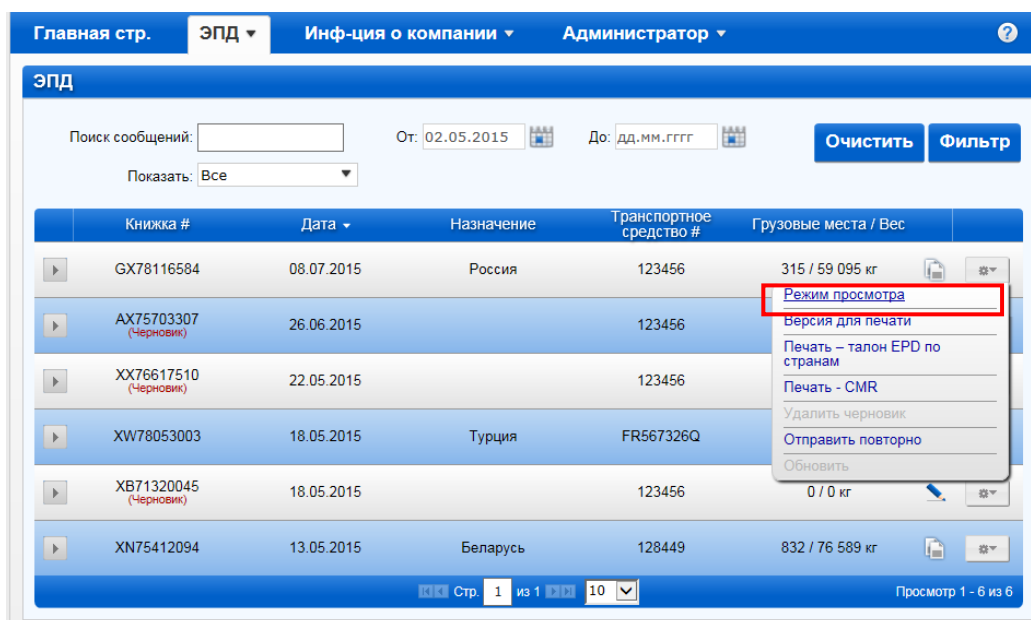 Главная стр. ЭПД Инф-ция о компании Администратор ?
ЭПД
Поиск сообщений: От: 02.05.2015 До: дд.мм.гггг Очистить Фильтр
Показать: Все
Книжка # Дата Назначение Транспортное средство # Грузовые места / Вес
GX78116584 08.07.2015 Россия 123456 315 / 59 095 кг
Режим просмотра
AX75703307 26.06.2015 123456 Версия для печати
(Черновик)
Печать – талон EPD по
странам
XX76617510 22.05.2015 123456 Печать - CMR
(Черновик)
Удалить черновик
XW78053003 18.05.2015 Турция FR567326Q Отправить повторно
Обновить
XB71320045 18.05.2015 123456 0 / 0 кг
(Черновик)
XN75412094 13.05.2015 Беларусь 128449 832 / 76 589 кг
Стр. 1 из 1 10 Просмотр 1 - 6 из 6